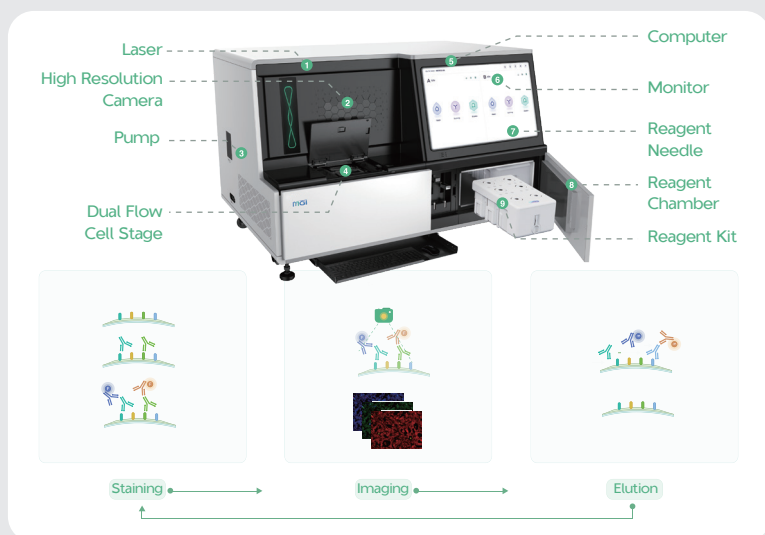 Laser
High Resolution
Camera
Pump
Dual Flow
Cell Stage
Computer
Monitor
Reagent
Needle
Reagent
Chamber
Reagent Kit
1
2
3
4
5
6
7
8
9
Staining
Imaging
Elution